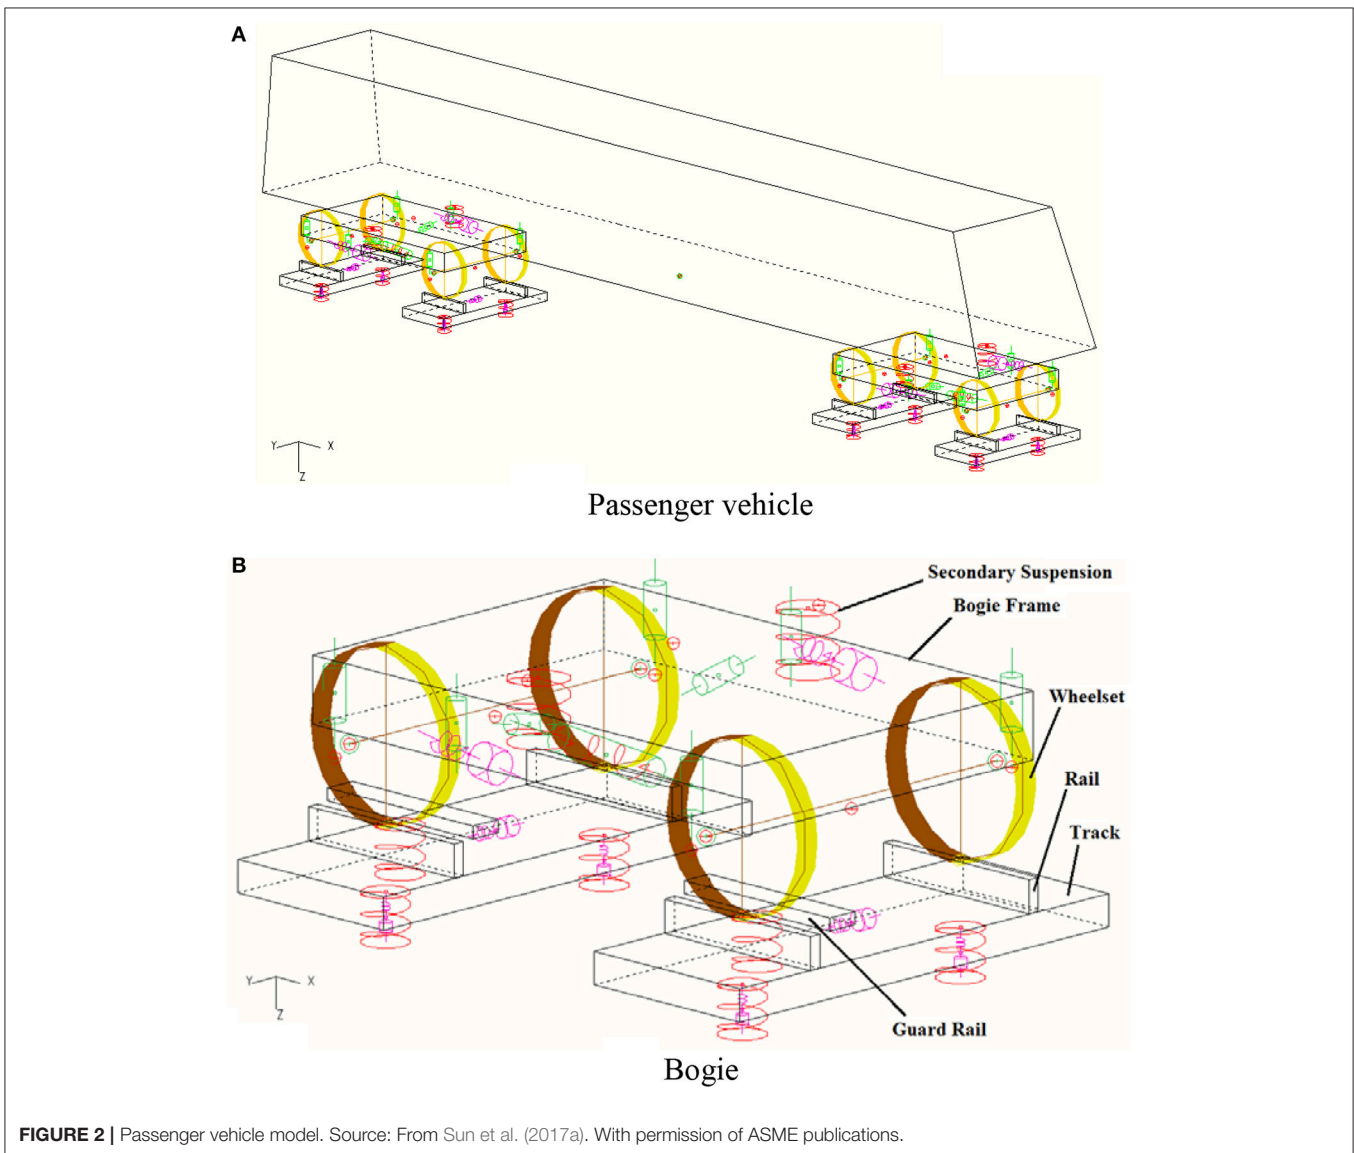 A
Y
X
Z
Passenger vehicle
B
Secondary Suspension
Bogie Frame
Wheelset
Rail
Track
Y
X
Z
Guard Rail
Bogie
FIGURE 2 | Passenger vehicle model. Source: From Sun et al. (2017a). With permission of ASME publications.